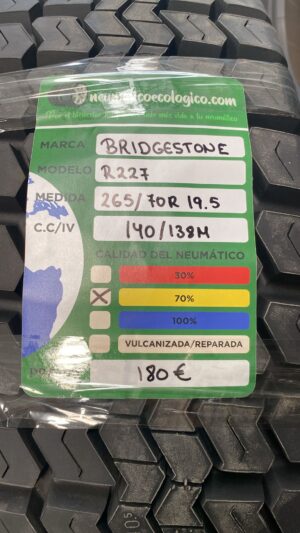 neumaticoecologico.com
MARCA BRIDGESTONE
MODELO R227
MEDIDA 265/70R 19.5
C.C/IV 140/138M
CALIDAD DEL NEUMÁTICO
30%
70%
100%
VULCANIZADA/REPARADA
180 €